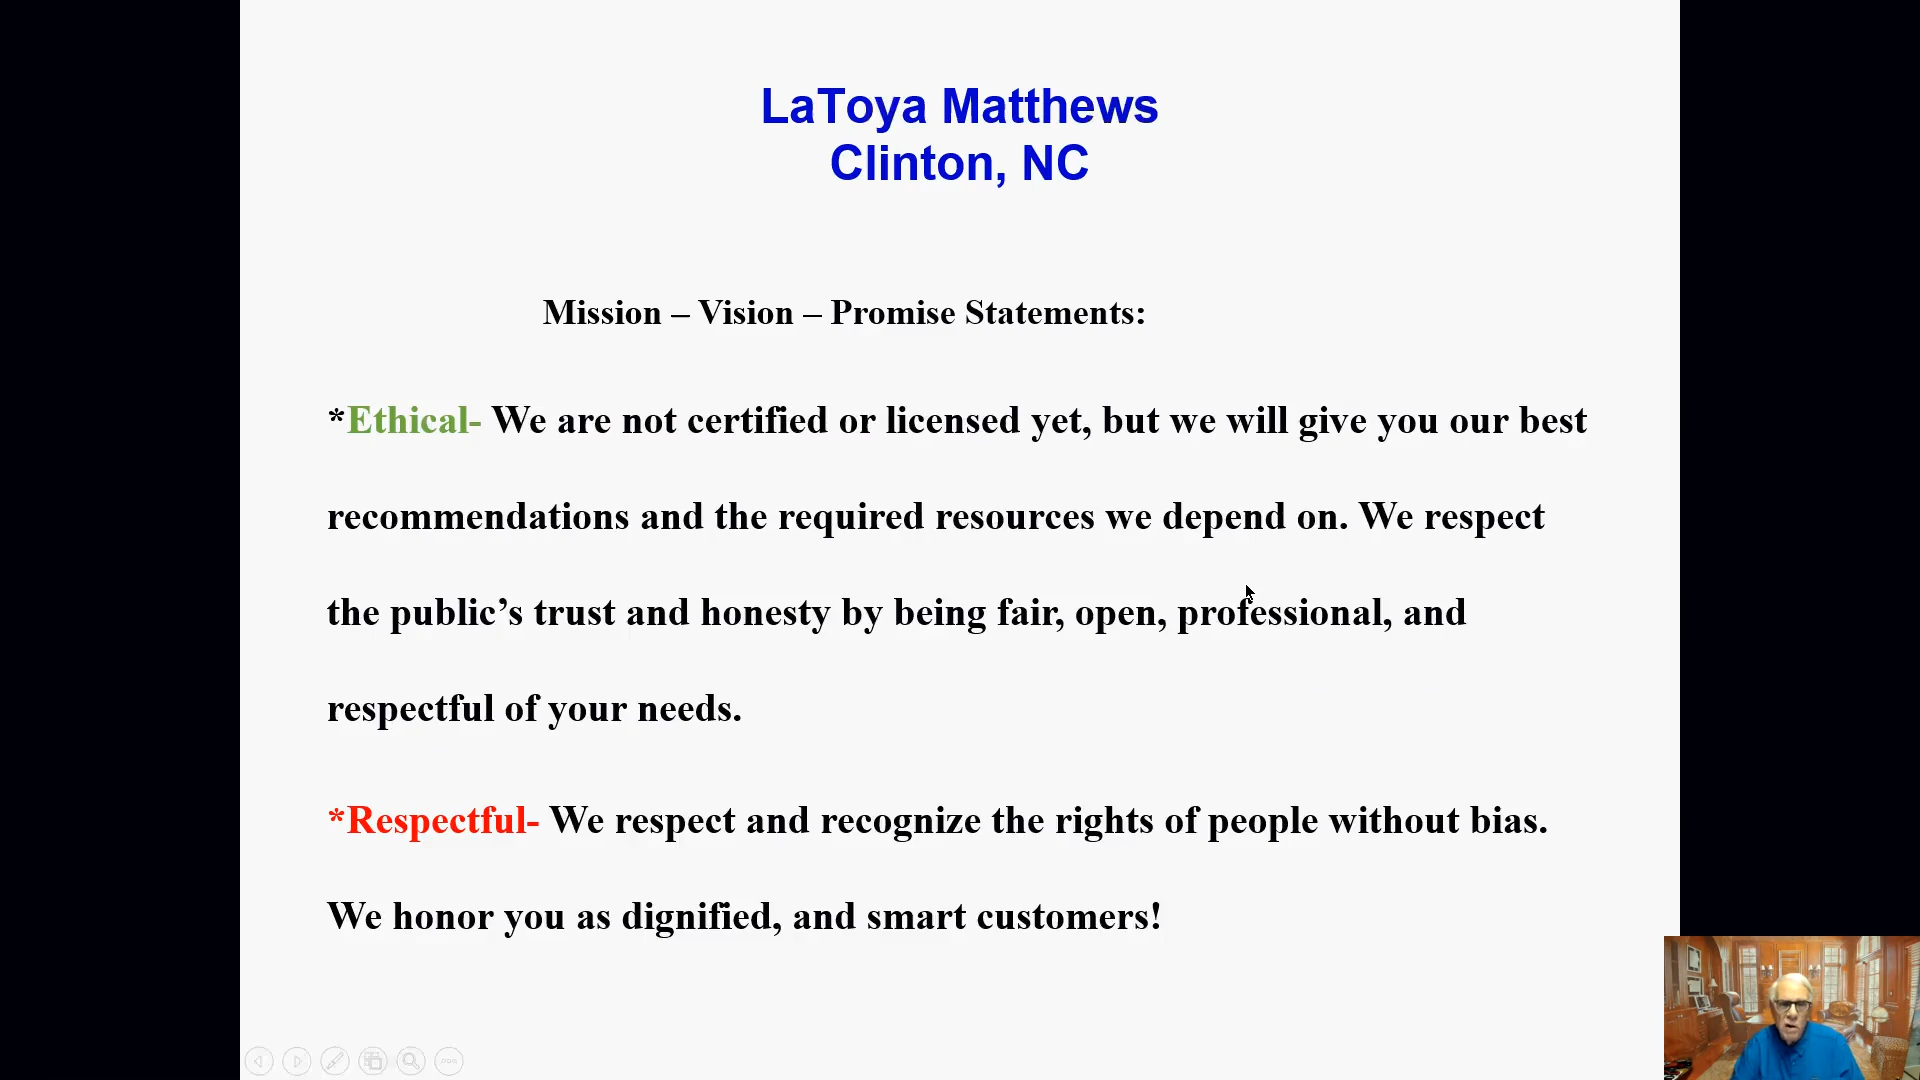 LaToya Matthews
Clinton, NC
Mission – Vision – Promise Statements:
*Ethical- We are not certified or licensed yet, but we will give you our best
recommendations and the required resources we depend on. We respect
the public’s trust and honesty by being fair, open, professional, and
respectful of your needs.
*Respectful- We respect and recognize the rights of people without bias.
We honor you as dignified, and smart customers!